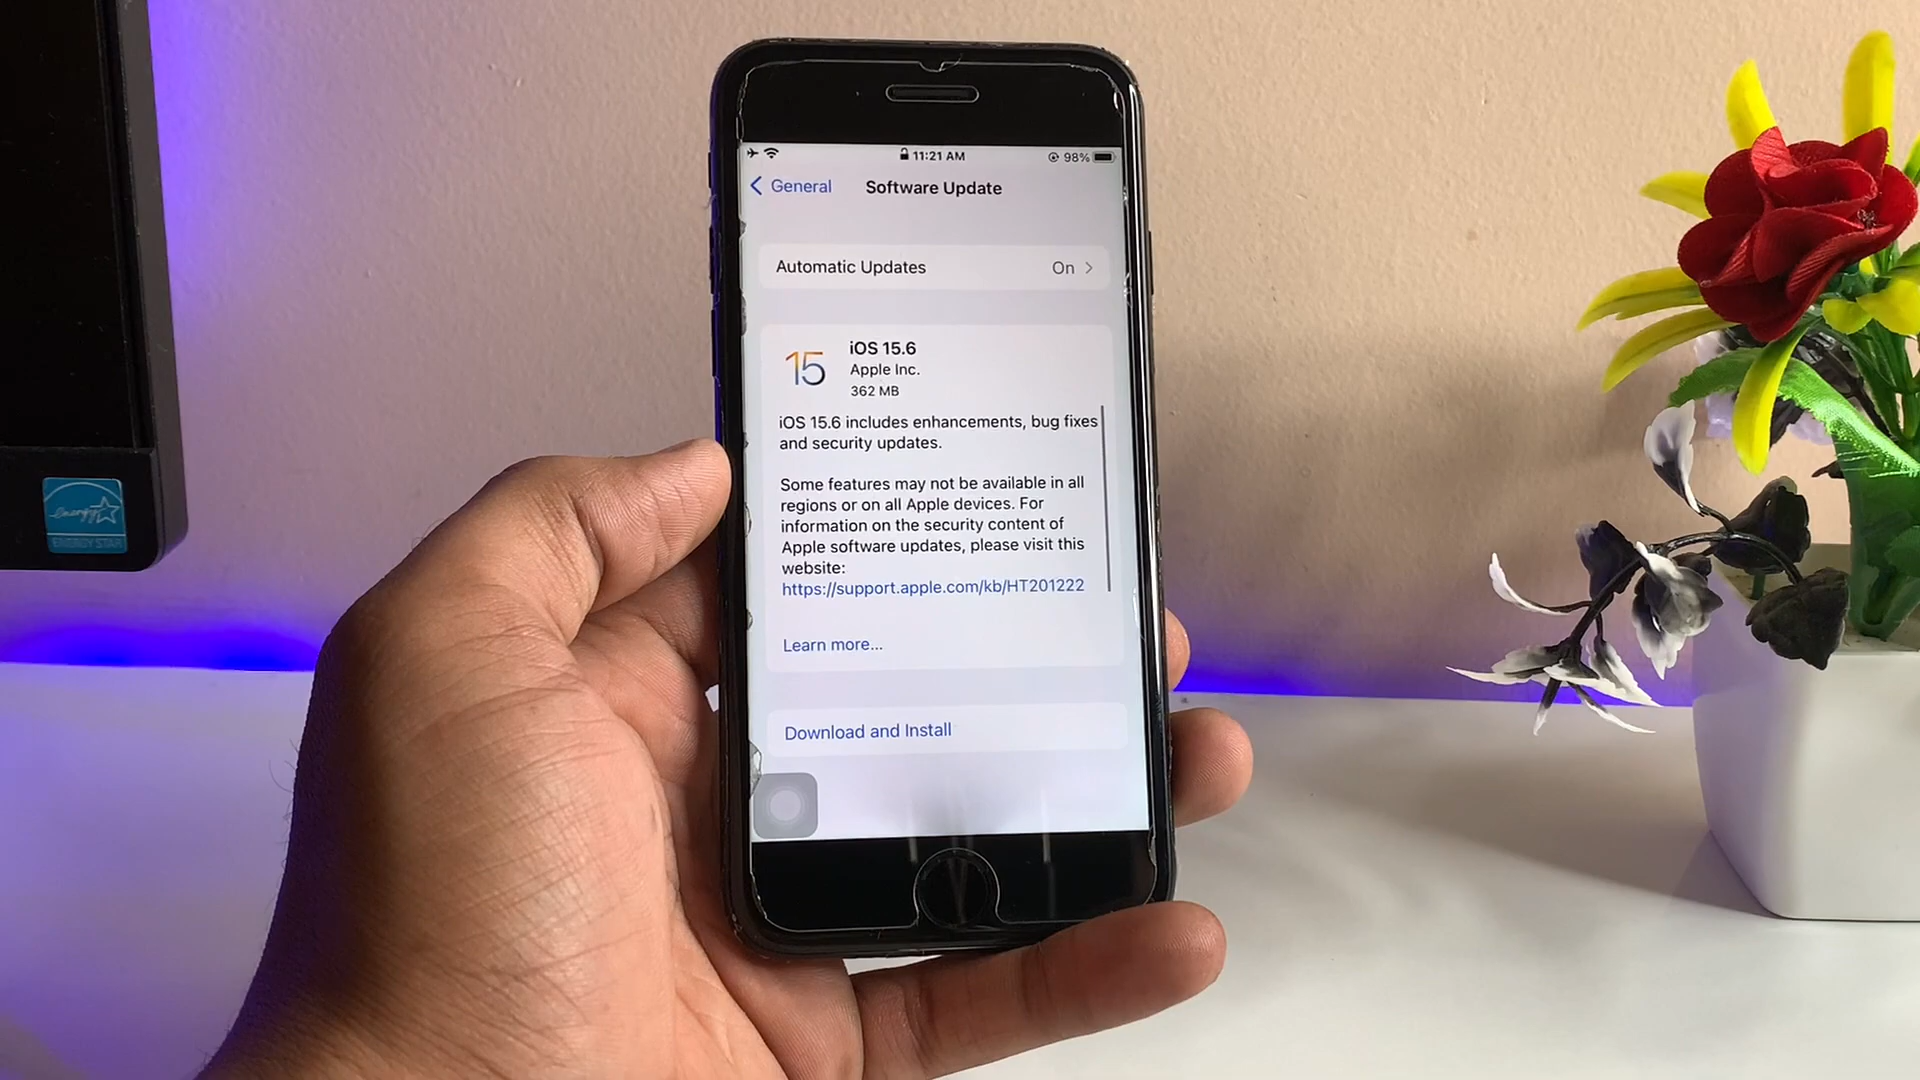 11:21 AM
98%
General
Software Update
Automatic Updates
On
15
iOS 15.6
Apple Inc.
362 MB
iOS 15.6 includes enhancements, bug fixes
and security updates.
Some features may not be available in all
regions or on all Apple devices. For
information on the security content of
Apple software updates, please visit this
website:
https://support.apple.com/kb/HT201222
Learn more...
Download and Install
energy
ENERGY STAR